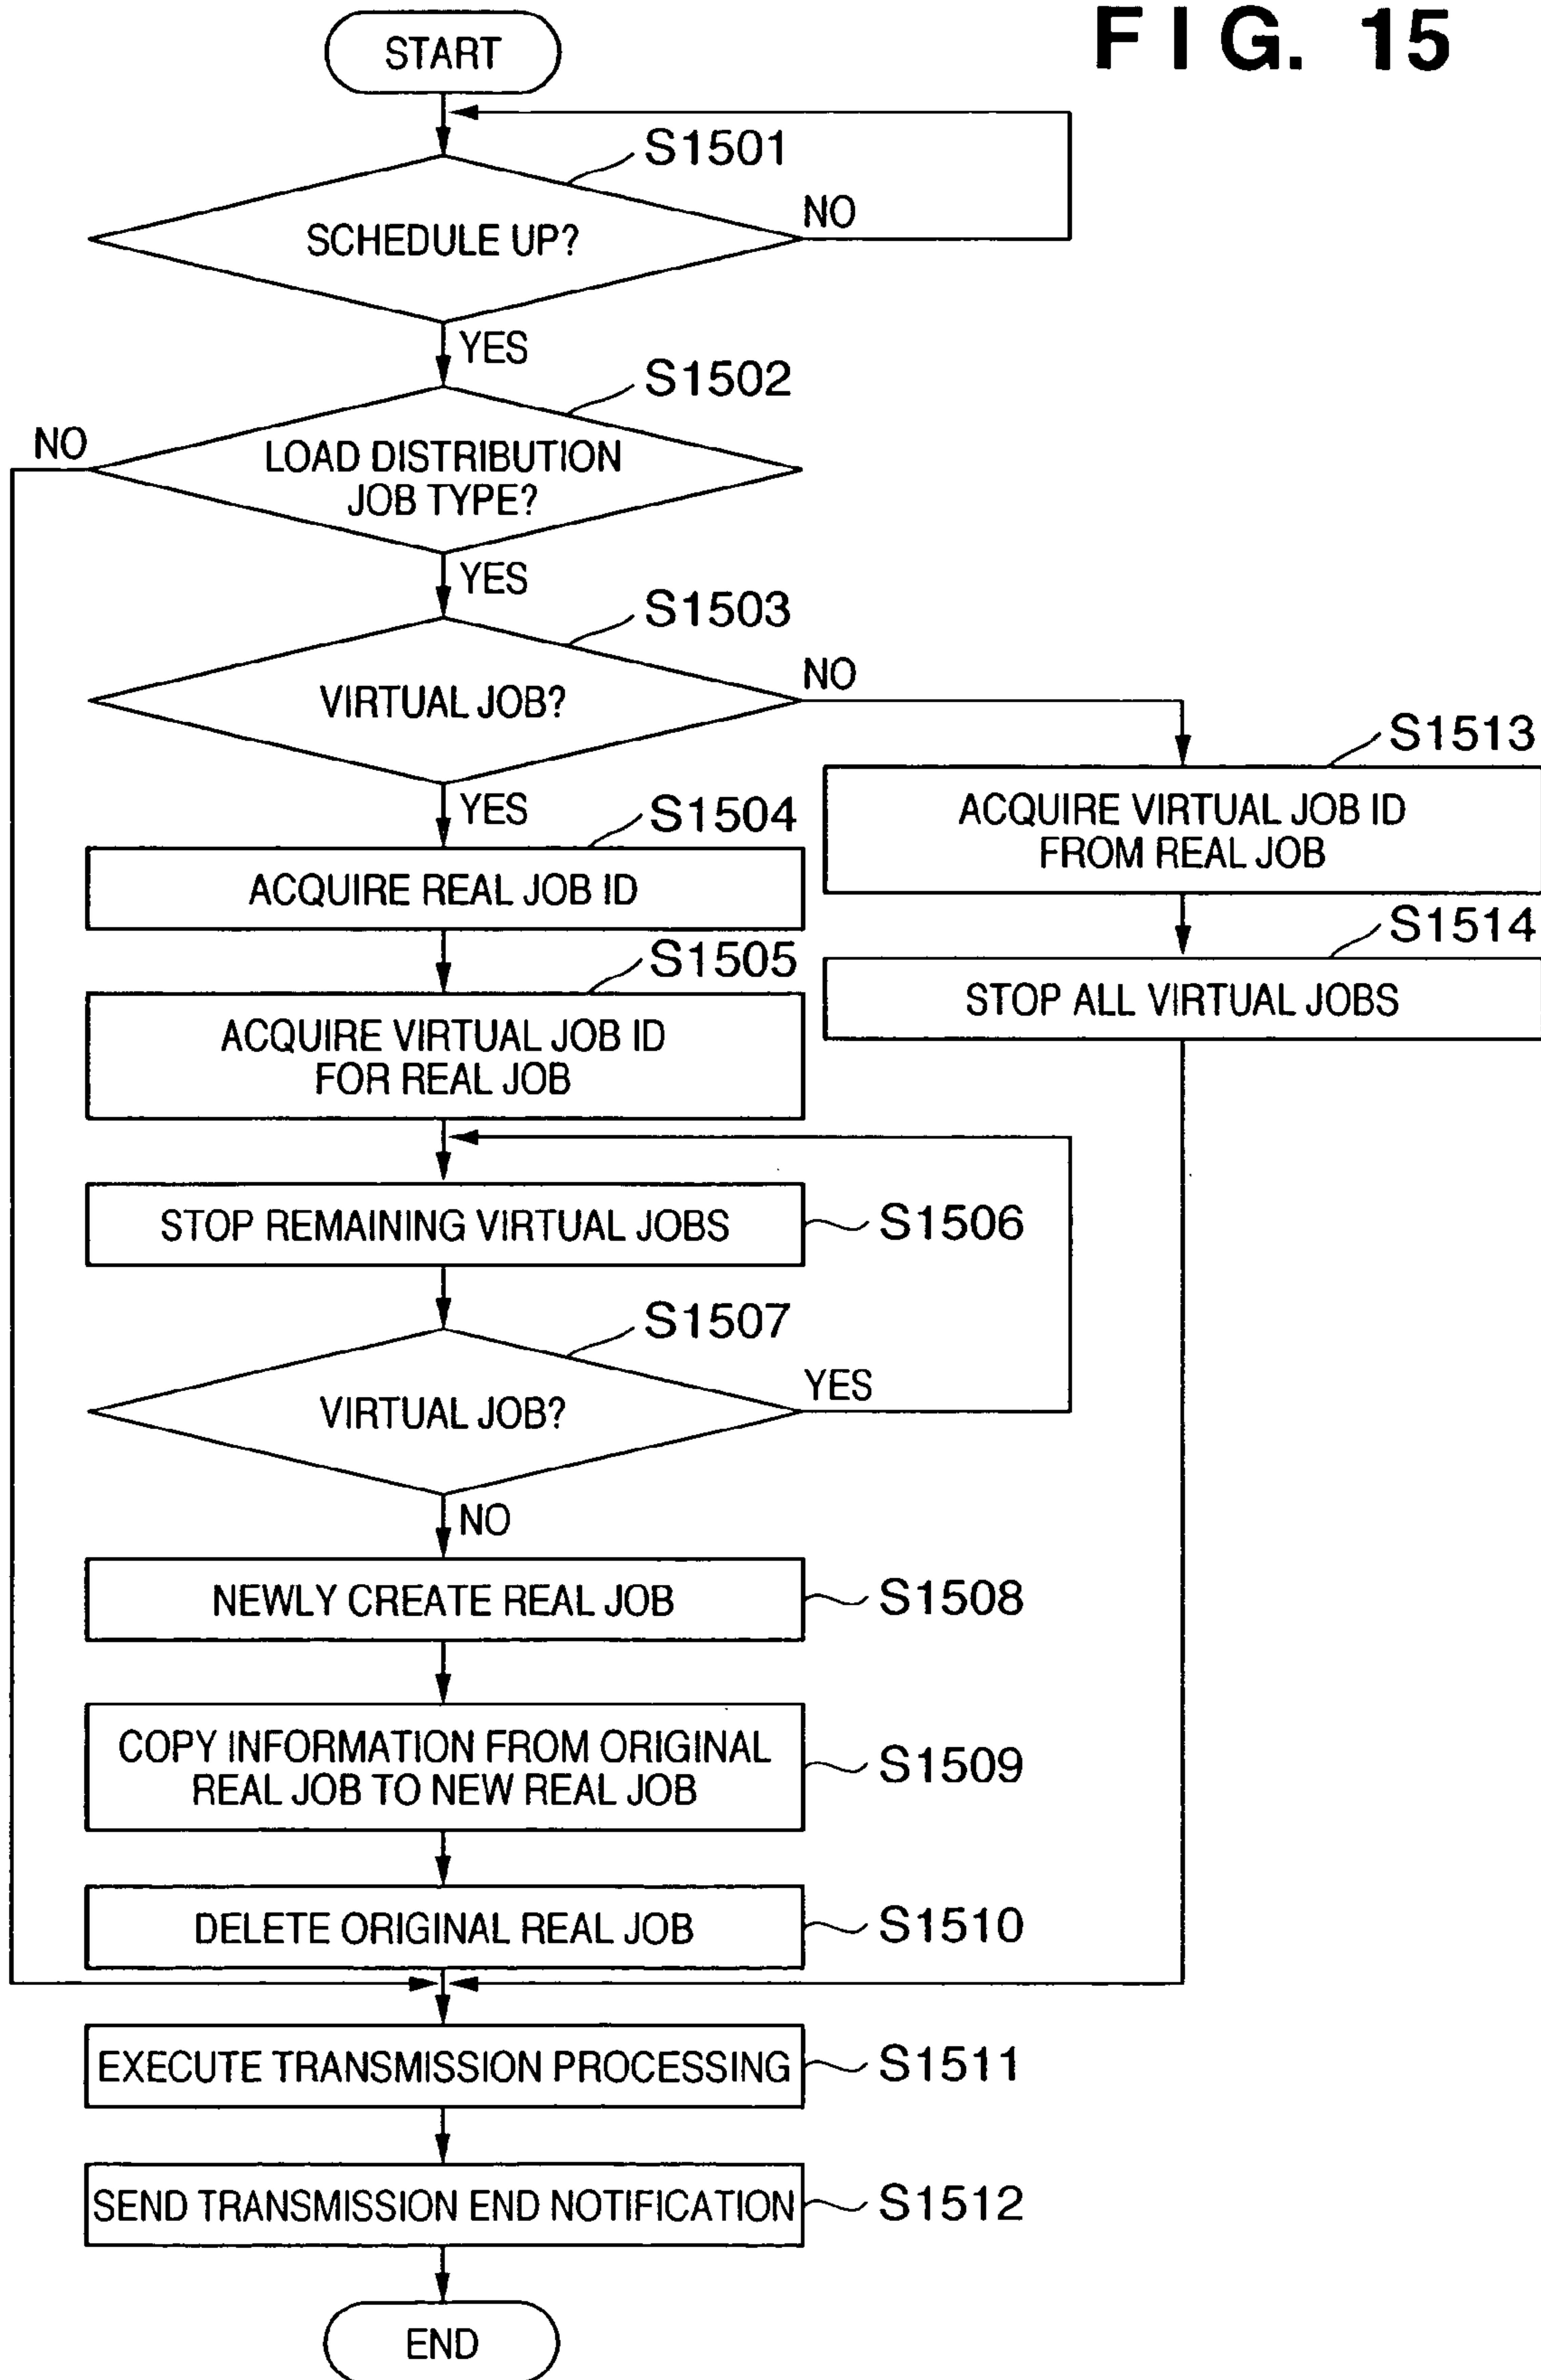 FIG. 15
START
S1501
SCHEDULE UP?
NO
YES
S1502
NO
LOAD DISTRIBUTION
JOB TYPE?
YES
S1503
VIRTUAL JOB?
NO
YES
S1513
ACQUIRE VIRTUAL JOB ID
FROM REAL JOB
S1504
ACQUIRE REAL JOB ID
S1514
STOP ALL VIRTUAL JOBS
S1505
ACQUIRE VIRTUAL JOB ID
FOR REAL JOB
STOP REMAINING VIRTUAL JOBS
S1506
S1507
VIRTUAL JOB?
YES
NO
NEWLY CREATE REAL JOB
S1508
COPY INFORMATION FROM ORIGINAL
REAL JOB TO NEW REAL JOB
S1509
DELETE ORIGINAL REAL JOB
S1510
EXECUTE TRANSMISSION PROCESSING
S1511
SEND TRANSMISSION END NOTIFICATION
S1512
END